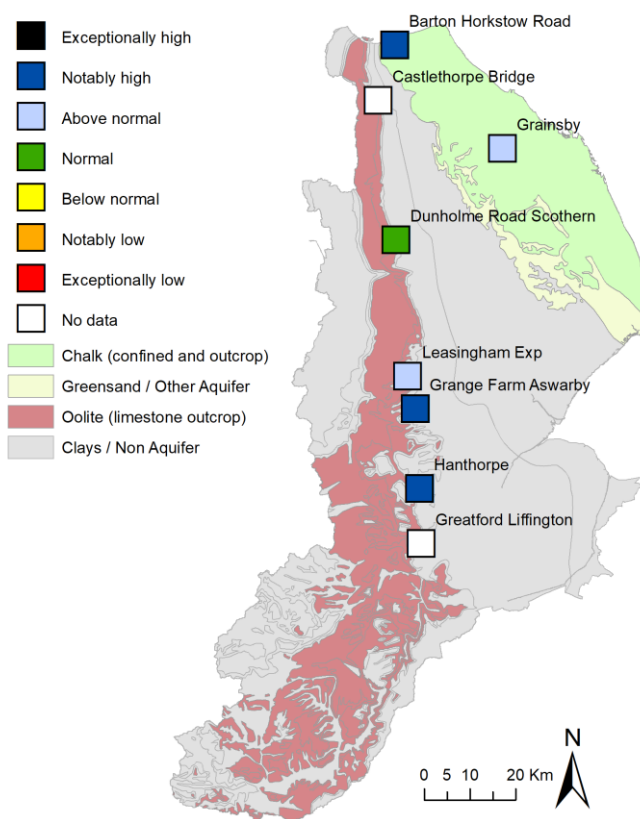 Exceptionally high
Notably high
Above normal
Normal
Below normal
Notably low
Exceptionally low
No data
Chalk (confined and outcrop)
Greensand / Other Aquifer
Oolite (limestone outcrop)
Clays / Non Aquifer
Barton Horkstow Road
Castlethorpe Bridge
Grainsby
Dunholme Road Scothern
Leasingham Exp
Grange Farm Aswarby
Hanthorpe
Greatford Liffington
N
0 5 10 20 Km